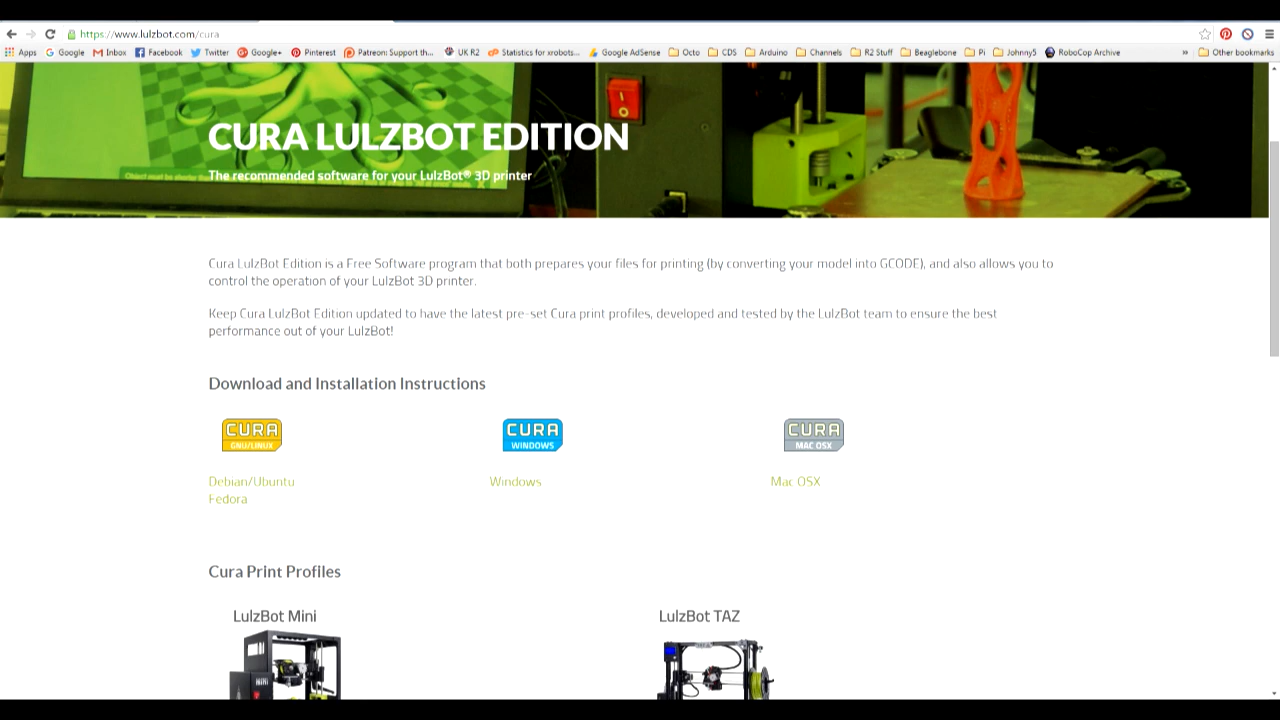 https://www.lulzbot.com/cura
Apps Google Inbox Facebook Twitter Google+ Pinterest Patreon: Support th... UK R2 Statistics for xrobots... Google AdSense Octo CDS Arduino Channels R2 Stuff Beaglebone Pi Johnny5 RoboCop Archive » Other bookmarks
CURA LULZBOT EDITION
The recommended software for your LulzBot® 3D printer
Cura LulzBot Edition is a Free Software program that both prepares your files for printing (by converting your model into GCODE), and also allows you to
control the operation of your LulzBot 3D printer.
Keep Cura LulzBot Edition updated to have the latest pre-set Cura print profiles, developed and tested by the LulzBot team to ensure the best
performance out of your LulzBot!
Download and Installation Instructions
CURA CURA CURA
GNU/LINUX WINDOWS MAC OSX
Debian/Ubuntu Windows Mac OSX
Fedora
Cura Print Profiles
LulzBot Mini LulzBot TAZ